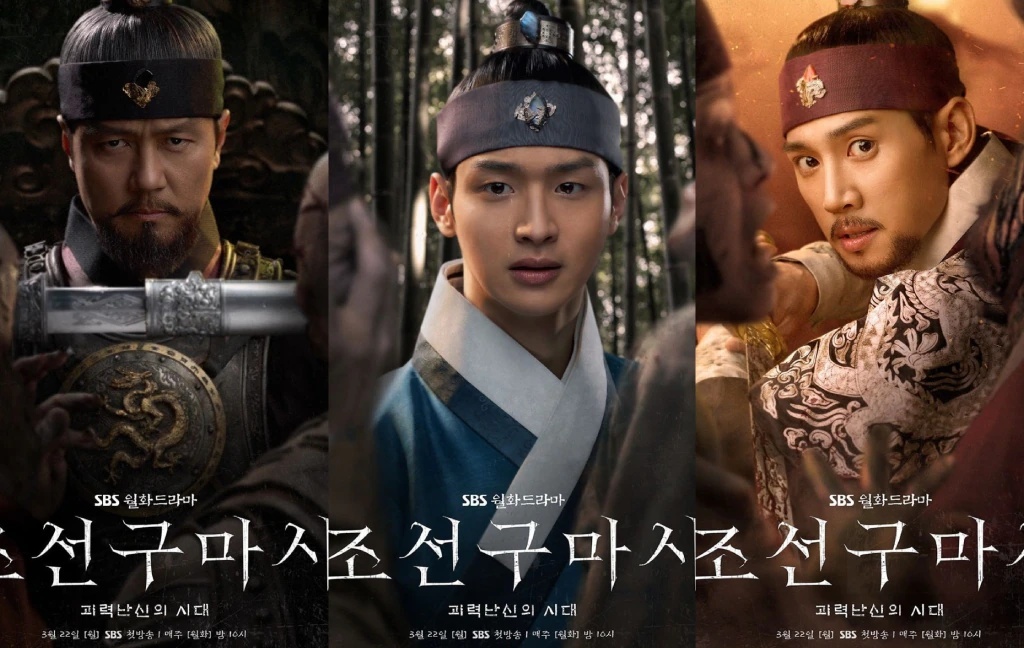 SBS 월화드라마
조선구마
괴력난신의 시대
3월 22일 [월] SBS 첫방송 | 매주 [월화] 밤 10시
SBS 월화드라마
조선구마
괴력난신의 시대
3월 22일 [월] SBS 첫방송 | 매주 [월화] 밤 10시
SBS 월화드라마
조선구마
괴력난신의 시대
3월 22일 [월] SBS 첫방송 | 매주 [월화] 밤 10시